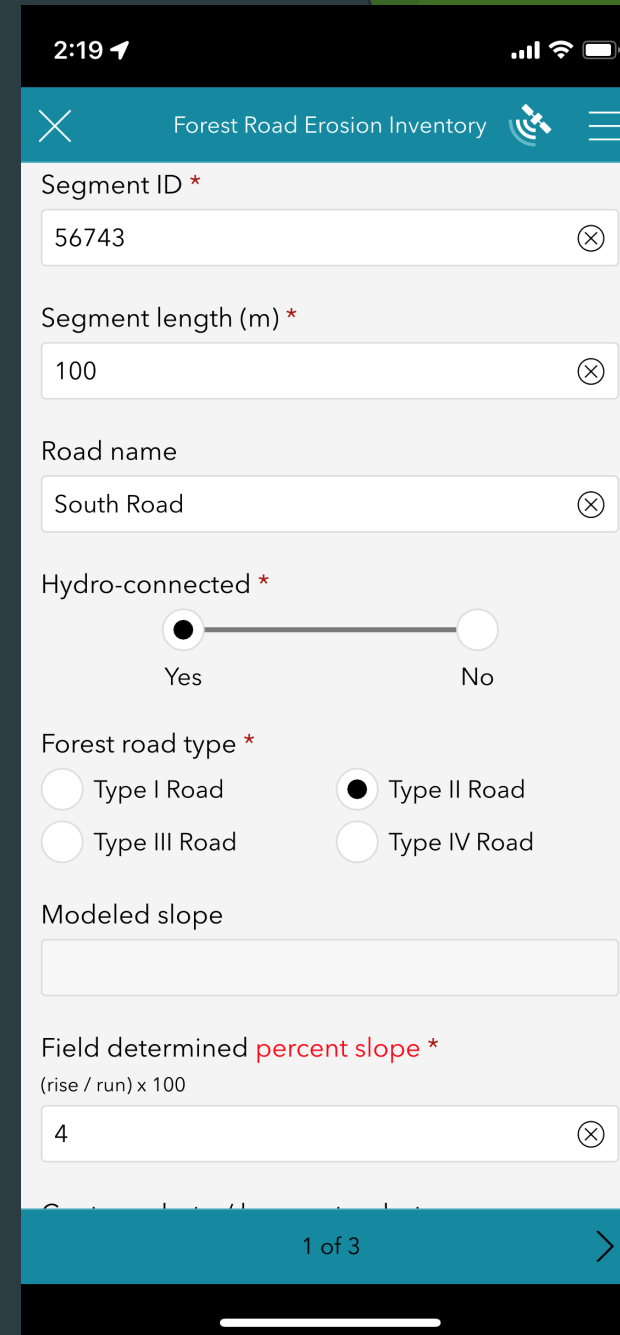 2:19
Forest Road Erosion Inventory
Segment ID *
56743
Segment length (m) *
100
Road name
South Road
Hydro-connected *
Yes No
Forest road type *
Type I Road Type II Road
Type III Road Type IV Road
Modeled slope
Field determined percent slope *
(rise / run) x 100
4
1 of 3